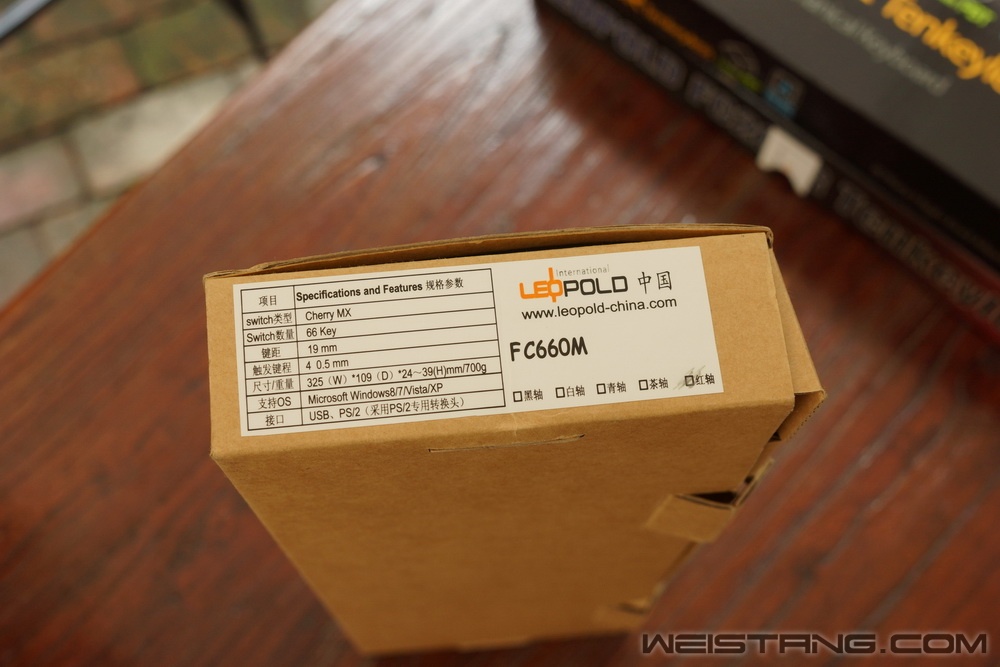 Tenkeyle
项目 Specifications and Features 规格参数
switch类型 Cherry MX
Switch数量 66 Key
键距 19 mm
触发键程 4 0.5 mm
尺寸/重量 325（W）*109（D）*24～39(H)mm/700g
支持OS Microsoft Windows8/7/Vista/XP
接口 USB、PS/2（采用PS/2专用转换头）
International
LEOPOLD 中国
www.leopold-china.com
FC660M
□黑轴 □白轴 □青轴 □茶轴 □红轴
WEISTANG.COM